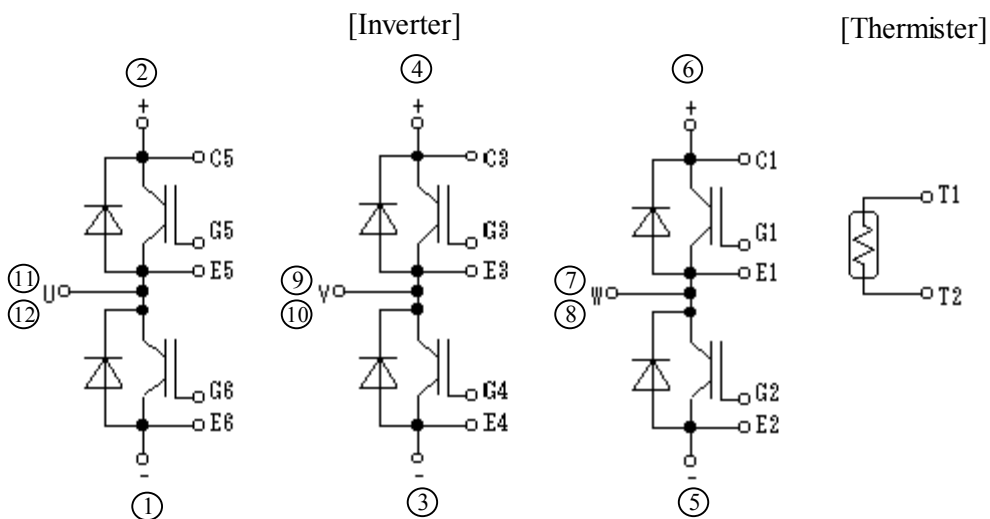 [Inverter]
[Thermister]
② ④ ⑥
+ + +
C5 C3 C1
T1
G5 G3 G1
E5 E3 E1
⑪ ⑨ ⑦
U V W
T2
⑫ ⑩ ⑧
G6 G4 G2
E6 E4 E2
- - -
① ③ ⑤